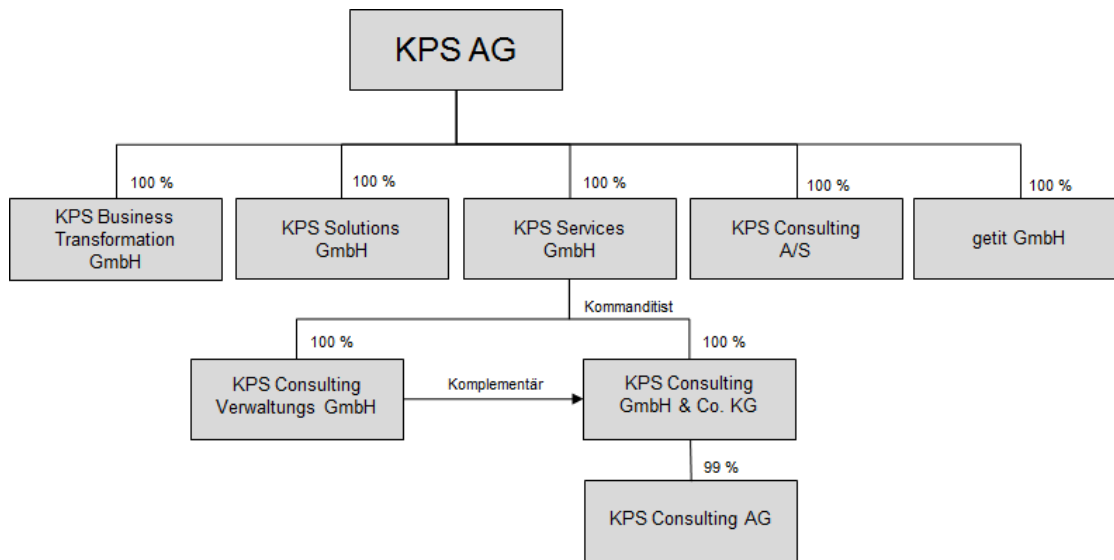 KPS AG
100 %
100 %
100 %
100 %
100 %
KPS Business
Transformation
GmbH
KPS Solutions
GmbH
KPS Services
GmbH
KPS Consulting
A/S
getit GmbH
Kommanditist
100 %
100 %
KPS Consulting
Verwaltungs GmbH
Komplementär
KPS Consulting
GmbH & Co. KG
99 %
KPS Consulting AG